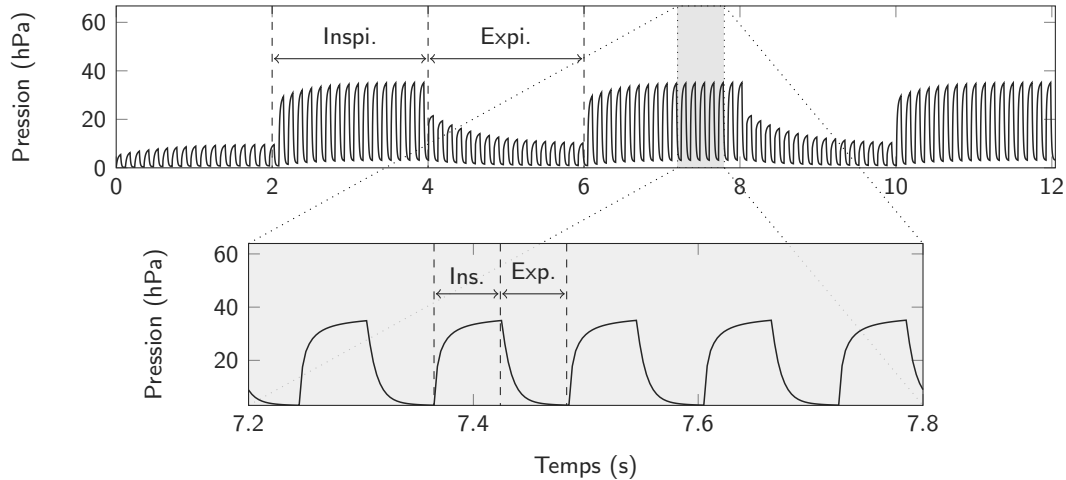 Pression (hPa)
60
40
20
0
Inspi.
Expi.
0 2 4 6 8 10 12
Pression (hPa)
60
40
20
Ins.
Exp.
7.2 7.4 7.6 7.8
Temps (s)